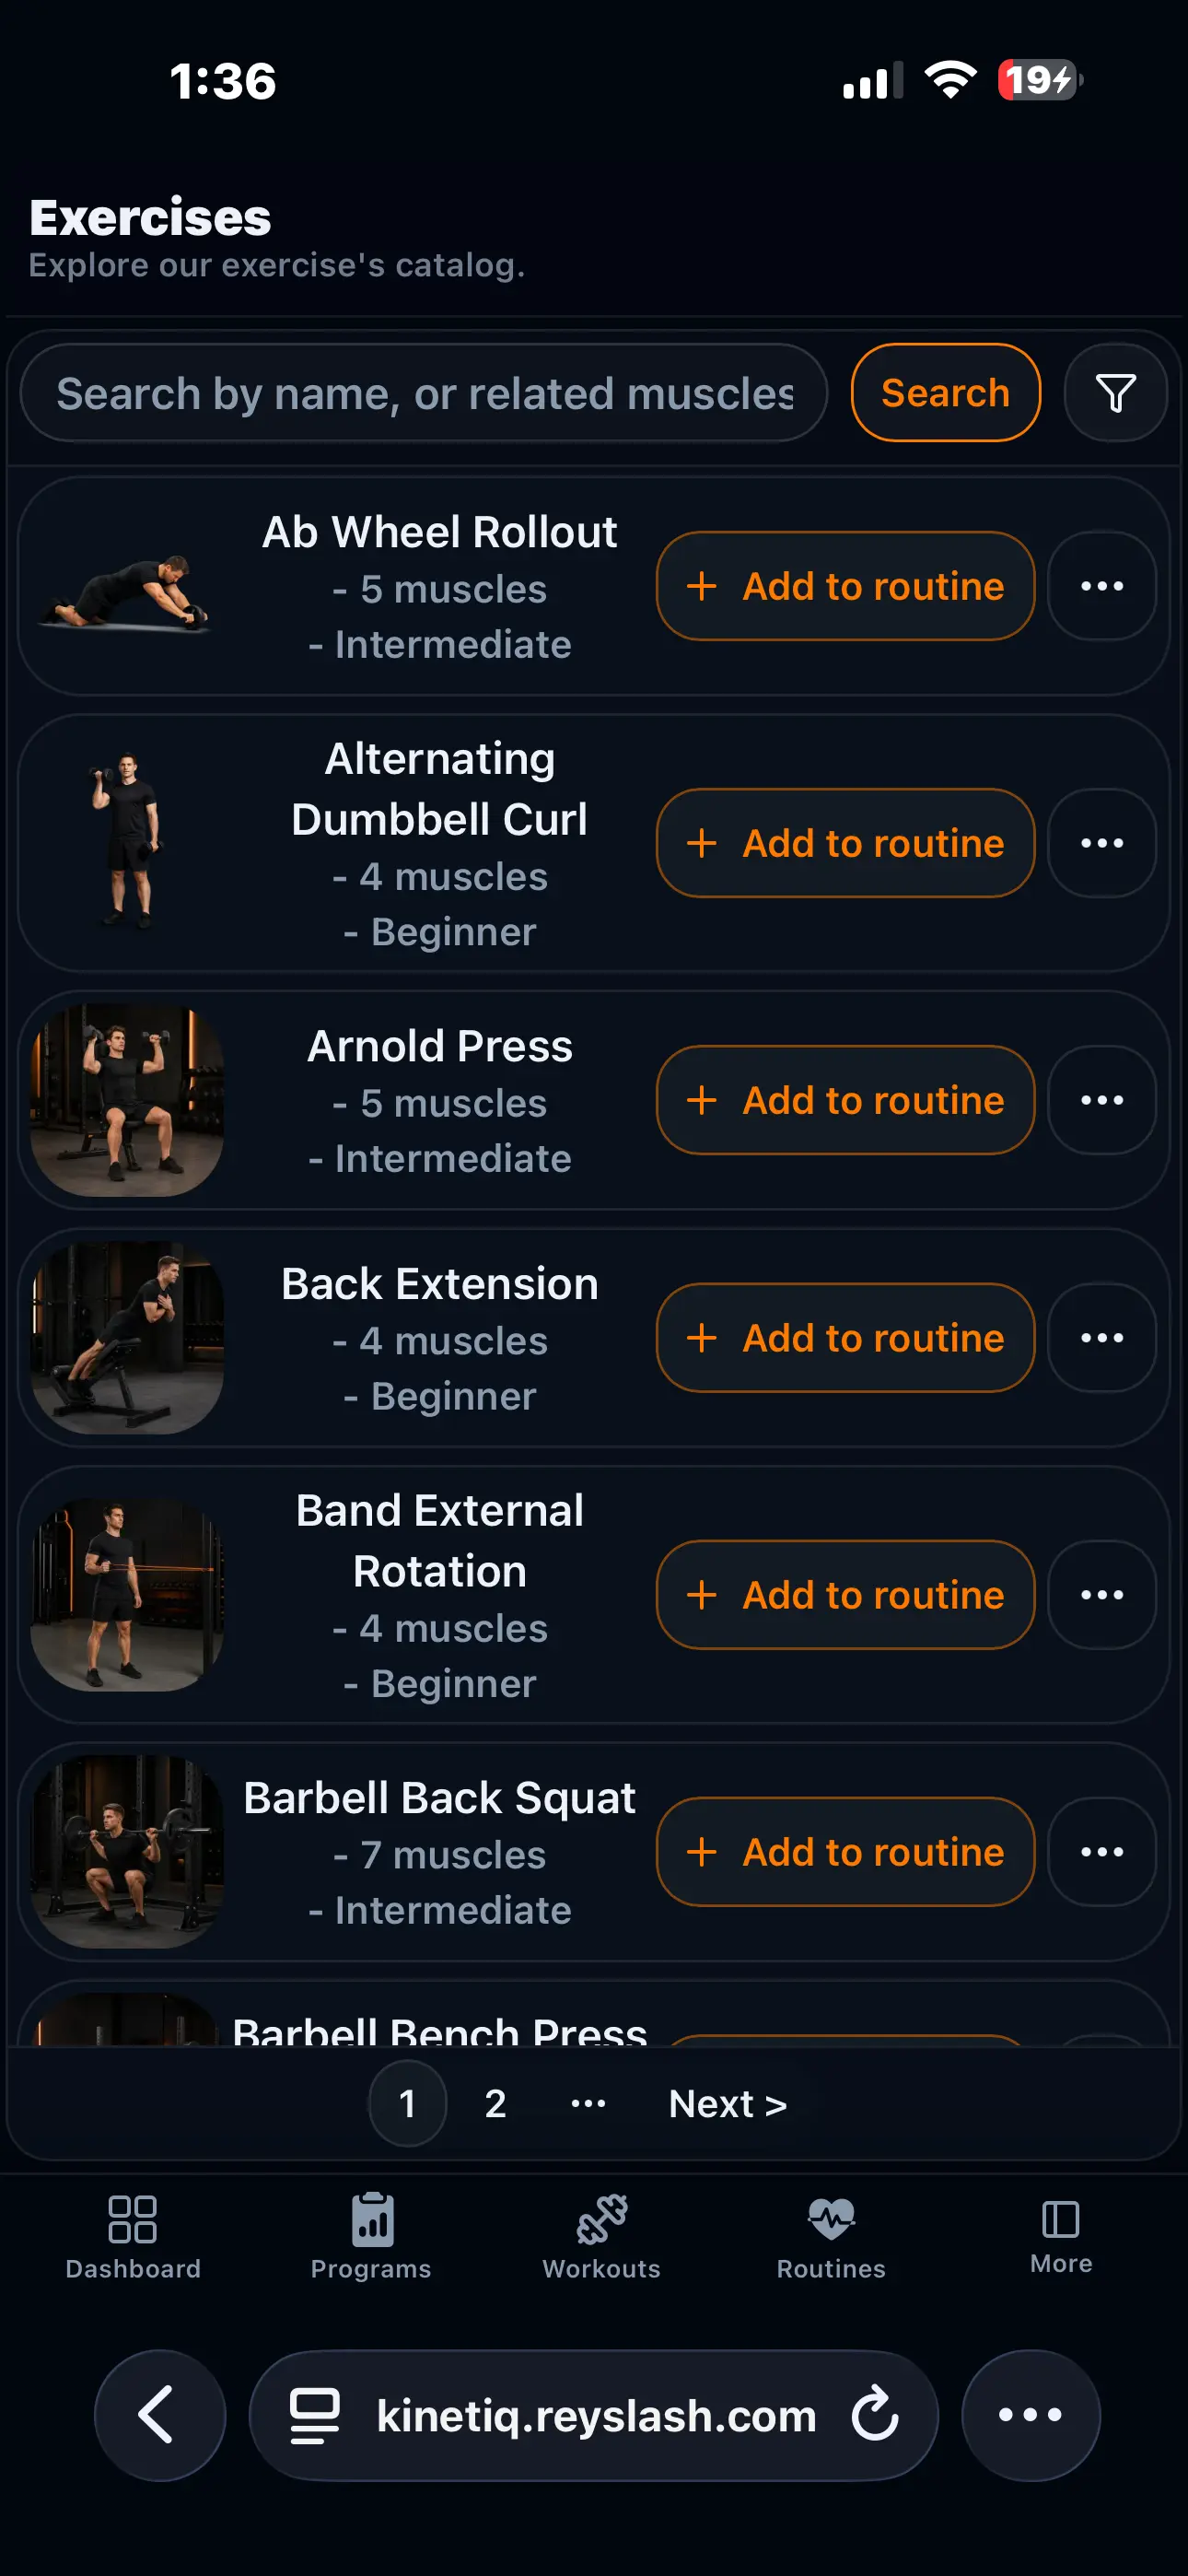 1:36
19
Exercises
Explore our exercise's catalog.
Search by name, or related muscles
Search
Ab Wheel Rollout
- 5 muscles
- Intermediate
+ Add to routine
Alternating
Dumbbell Curl
- 4 muscles
- Beginner
+ Add to routine
Arnold Press
- 5 muscles
- Intermediate
+ Add to routine
Back Extension
- 4 muscles
- Beginner
+ Add to routine
Band External
Rotation
- 4 muscles
- Beginner
+ Add to routine
Barbell Back Squat
- 7 muscles
- Intermediate
+ Add to routine
Barbell Bench Press
1 2 ... Next >
Dashboard Programs Workouts Routines More
kinetiq.reyslash.com